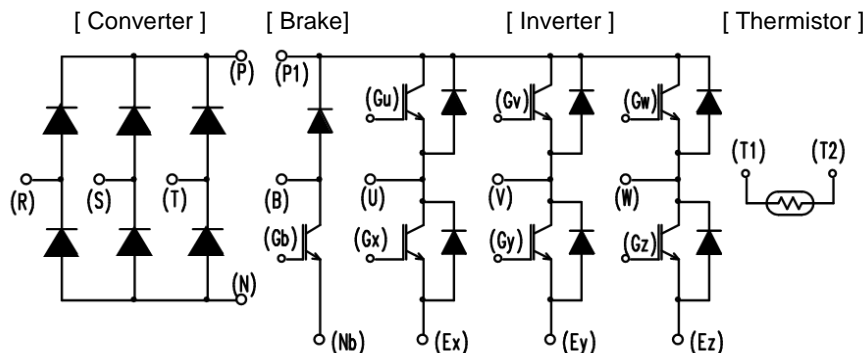 [ Converter ] [ Brake] [ Inverter ] [ Thermistor ]
(P) (P1)
(Gu) (Gv) (Gw)
(T1) (T2)
(R) (S) (T) (B) (U) (V) (W)
(Gb) (Gx) (Gy) (Gz)
(N)
(Nb) (Ex) (Ey) (Ez)